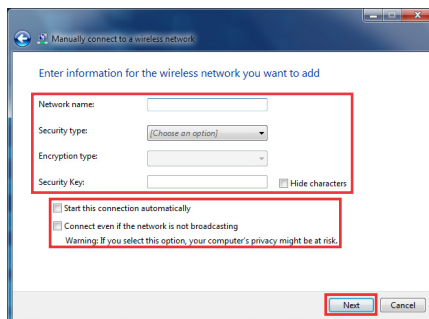 Manually connect to a wireless network
Enter information for the wireless network you want to add
Network name:
Security type:
[Choose an option]
Encryption type:
Security Key:
Hide characters
Start this connection automatically
Connect even if the network is not broadcasting
Warning: If you select this option, your computer's privacy might be at risk.
Next
Cancel